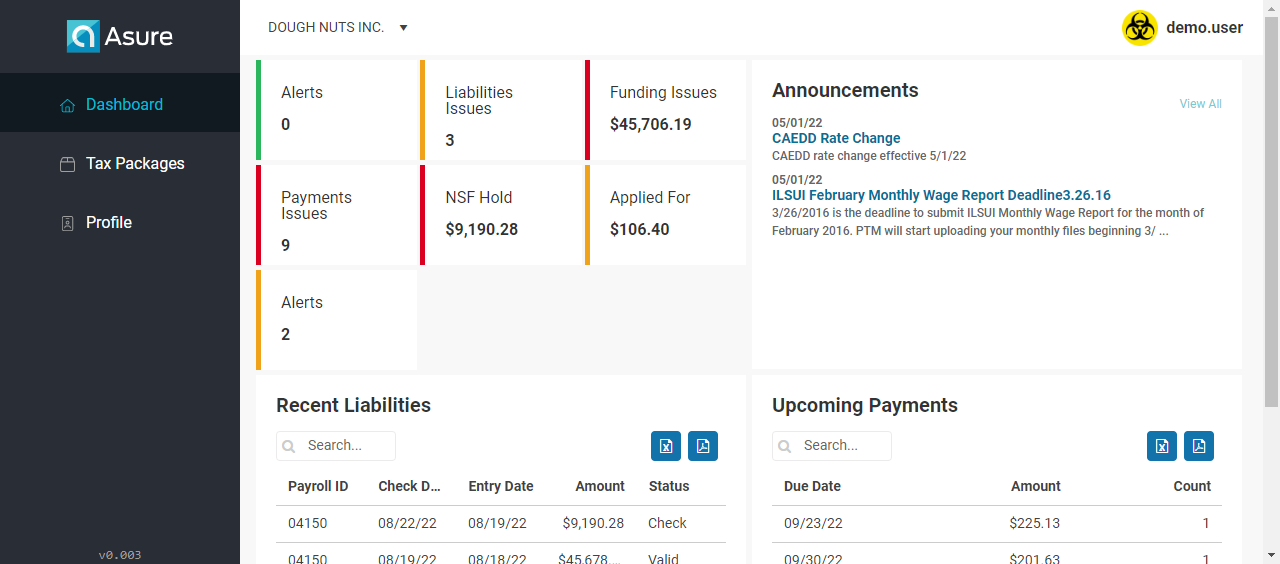 Asure
Dashboard
Tax Packages
Profile
v0.003
DOUGH NUTS INC.
demo.user
Alerts
0
Liabilities
Issues
3
Funding Issues
$45,706.19
Payments
Issues
9
NSF Hold
$9,190.28
Applied For
$106.40
Alerts
2
Announcements
View All
05/01/22
CAEDD Rate Change
CAEDD rate change effective 5/1/22
05/01/22
ILSUI February Monthly Wage Report Deadline3.26.16
3/26/2016 is the deadline to submit ILSUI Monthly Wage Report for the month of
February 2016. PTM will start uploading your monthly files beginning 3/ ...
Recent Liabilities
Search...
Payroll ID Check D... Entry Date Amount Status
04150 08/22/22 08/19/22 $9,190.28 Check
04150 08/19/22 08/18/22 $45,678.... Valid
Upcoming Payments
Search...
Due Date Amount Count
09/23/22 $225.13 1
09/30/22 $201.63 1